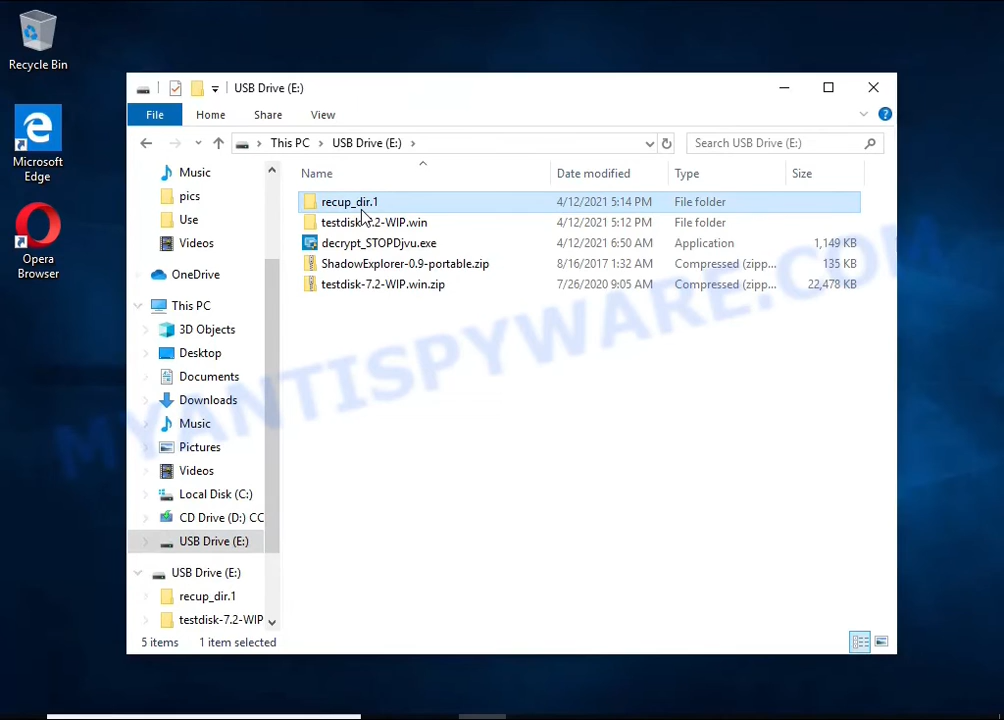 Recycle Bin
Microsoft
Edge
Opera
Browser
USB Drive (E:)
File Home Share View
This PC USB Drive (E:) Search USB Drive (E:)
Name Date modified Type Size
recup_dir.1 4/12/2021 5:14 PM File folder
testdisk-7.2-WIP.win 4/12/2021 5:12 PM File folder
decrypt_STOPDjvu.exe 4/12/2021 6:50 AM Application 1,149 KB
ShadowExplorer-0.9-portable.zip 8/16/2017 1:32 AM Compressed (zipp... 135 KB
testdisk-7.2-WIP.win.zip 7/26/2020 9:05 AM Compressed (zipp... 22,478 KB
Music
pics
Use
Videos
OneDrive
This PC
3D Objects
Desktop
Documents
Downloads
Music
Pictures
Videos
Local Disk (C:)
CD Drive (D:) CC
USB Drive (E:)
USB Drive (E:)
recup_dir.1
testdisk-7.2-WIP
5 items 1 item selected
MYANTISPYWARE.COM